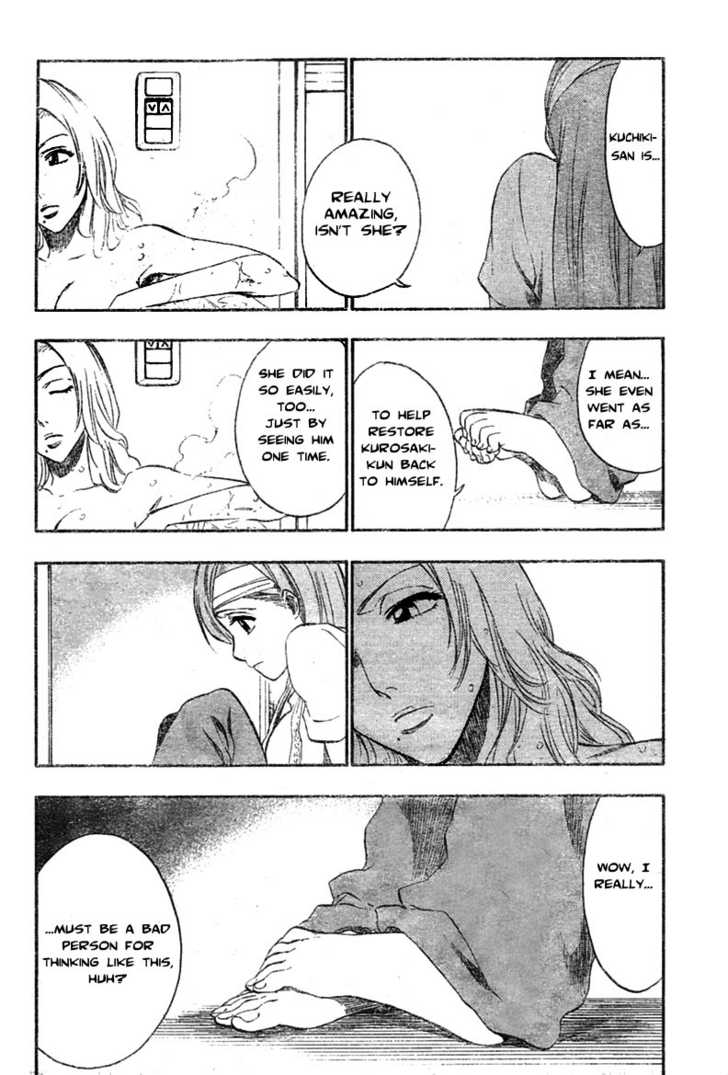 KUCHIKI-
SAN IS...
REALLY
AMAZING,
ISN'T SHE?
I MEAN...
SHE EVEN
WENT AS
FAR AS...
TO HELP
RESTORE
KUROSAKI-
KUN BACK
TO HIMSELF.
SHE DID IT
SO EASILY,
TOO...
JUST BY
SEEING HIM
ONE TIME.
WOW, I
REALLY...
...MUST BE A BAD
PERSON FOR
THINKING LIKE THIS,
HUH?